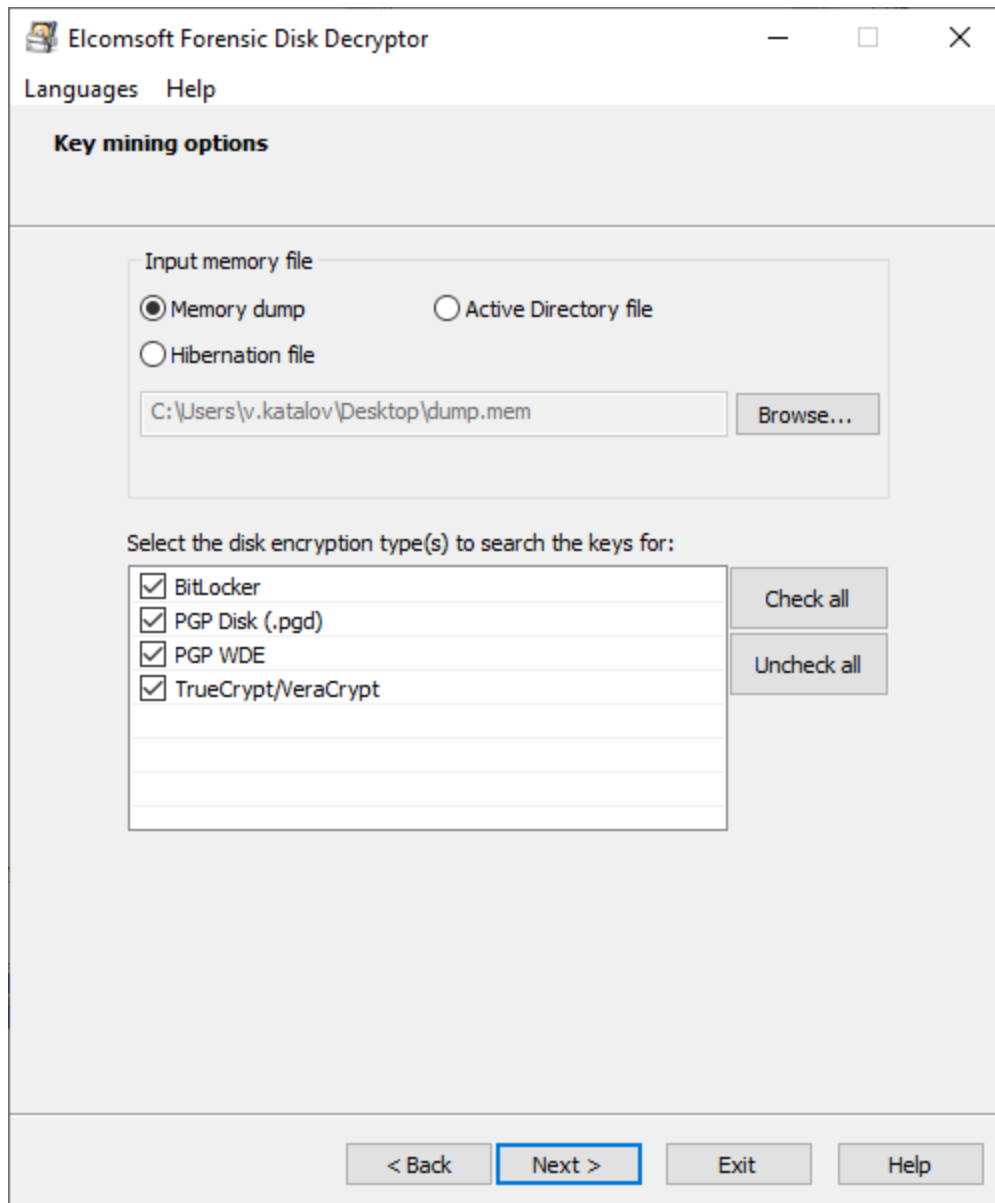 Elcomsoft Forensic Disk Decryptor
Languages Help
Key mining options
Input memory file
Memory dump Active Directory file
Hibernation file
C:\Users\v.katalov\Desktop\dump.mem Browse...
Select the disk encryption type(s) to search the keys for:
BitLocker
Check all
PGP Disk (.pgd)
PGP WDE
Uncheck all
TrueCrypt/VeraCrypt
< Back Next > Exit Help